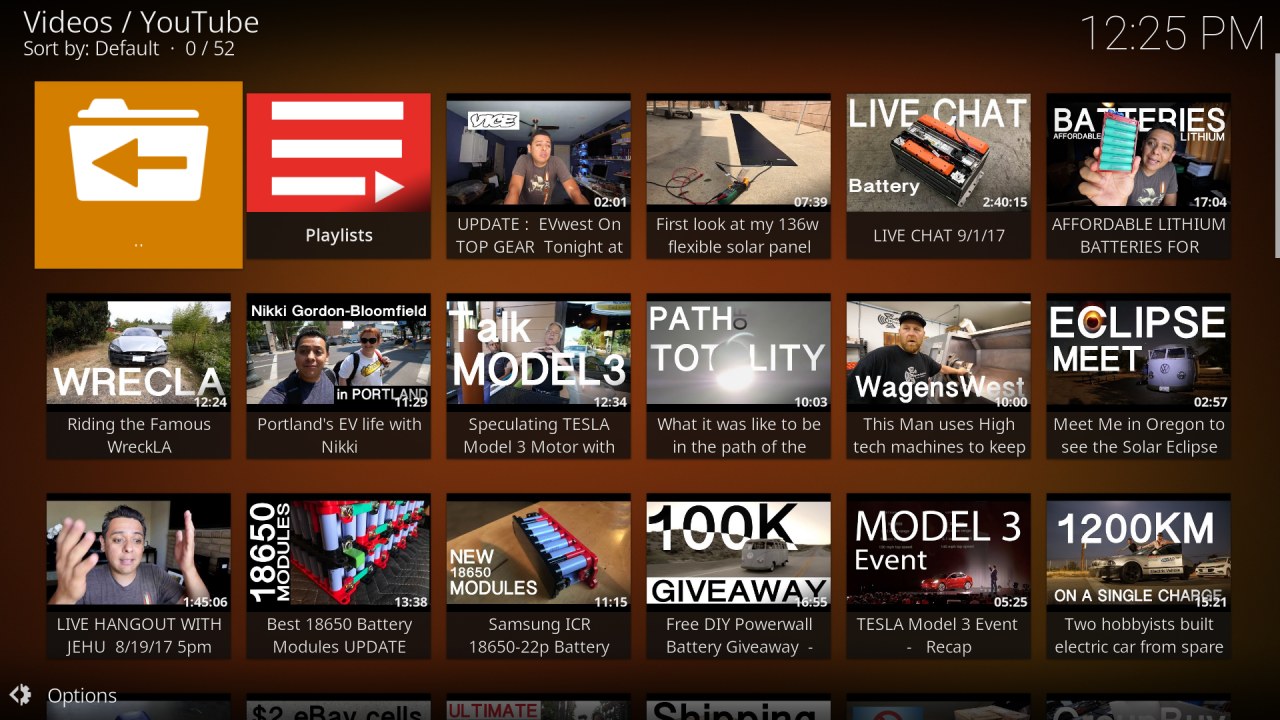 Videos / YouTube
Sort by: Default · 0 / 52
12:25 PM
..
Playlists
VICE
02:01
UPDATE : EVwest On
TOP GEAR Tonight at
07:39
First look at my 136w
flexible solar panel
LIVE CHAT
Battery
2:40:15
LIVE CHAT 9/1/17
BATTERIES
AFFORDABLE
LITHIUM
17:04
AFFORDABLE LITHIUM
BATTERIES FOR
WRECLA
12:24
Riding the Famous
WreckLA
Nikki Gordon-Bloomfield
in PORTLAND
11:29
Portland's EV life with
Nikki
Talk
MODEL3
12:34
Speculating TESLA
Model 3 Motor with
PATH
OF
TOTALITY
10:03
What it was like to be
in the path of the
WagensWest
10:00
This Man uses High
tech machines to keep
ECLIPSE
MEET
02:57
Meet Me in Oregon to
see the Solar Eclipse
1:45:06
LIVE HANGOUT WITH
JEHU 8/19/17 5pm
18650
MODULES
13:38
Best 18650 Battery
Modules UPDATE
NEW
18650
MODULES
11:15
Samsung ICR
18650-22p Battery
100K
GIVEAWAY
16:55
Free DIY Powerwall
Battery Giveaway -
MODEL 3
Event
05:25
TESLA Model 3 Event
- Recap
1200KM
ON A SINGLE CHARGE
15:21
Two hobbyists built
electric car from spare
Options
$2 eBay cells
ULTIMATE
Shipping